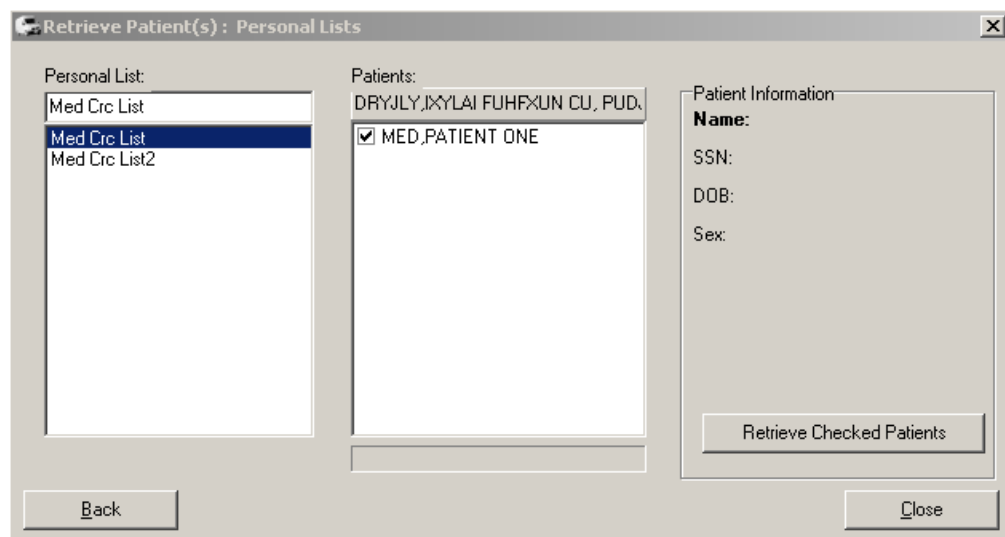 Retrieve Patient(s) : Personal Lists
Personal List:
Med Crc List
Med Crc List
Med Crc List2
Patients:
DRYJLY,IXYLAI FUHFXUN CU, PUD
MED,PATIENT ONE
Patient Information
Name:
SSN:
DOB:
Sex:
Retrieve Checked Patients
Back
Close